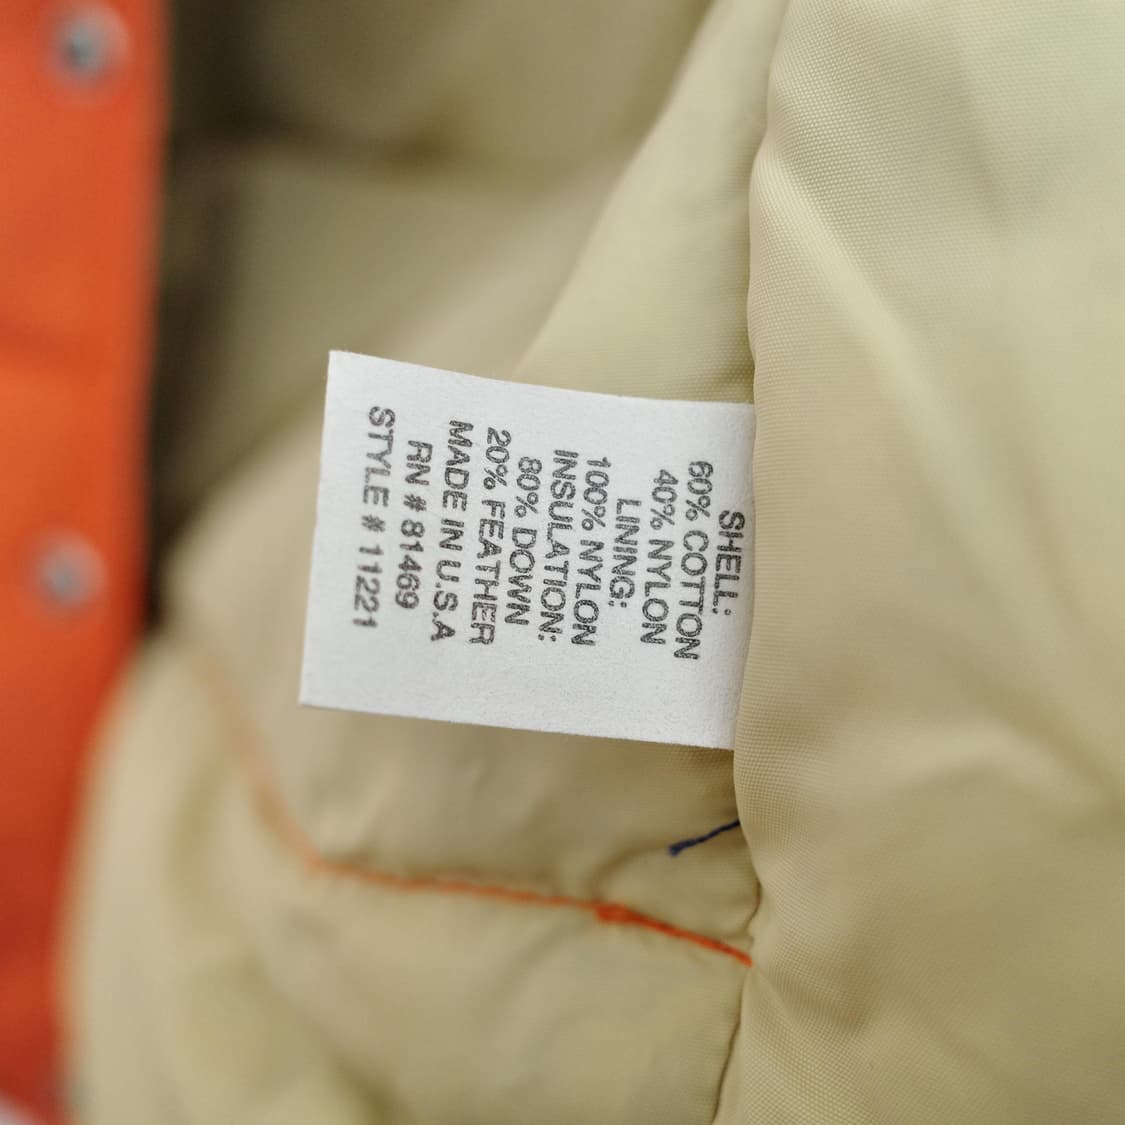 SHELL:
60% COTTON
40% NYLON
LINING:
100% NYLON
INSULATION:
80% DOWN
20% FEATHER
MADE IN U.S.A
RN # 81469
STYLE # 11221